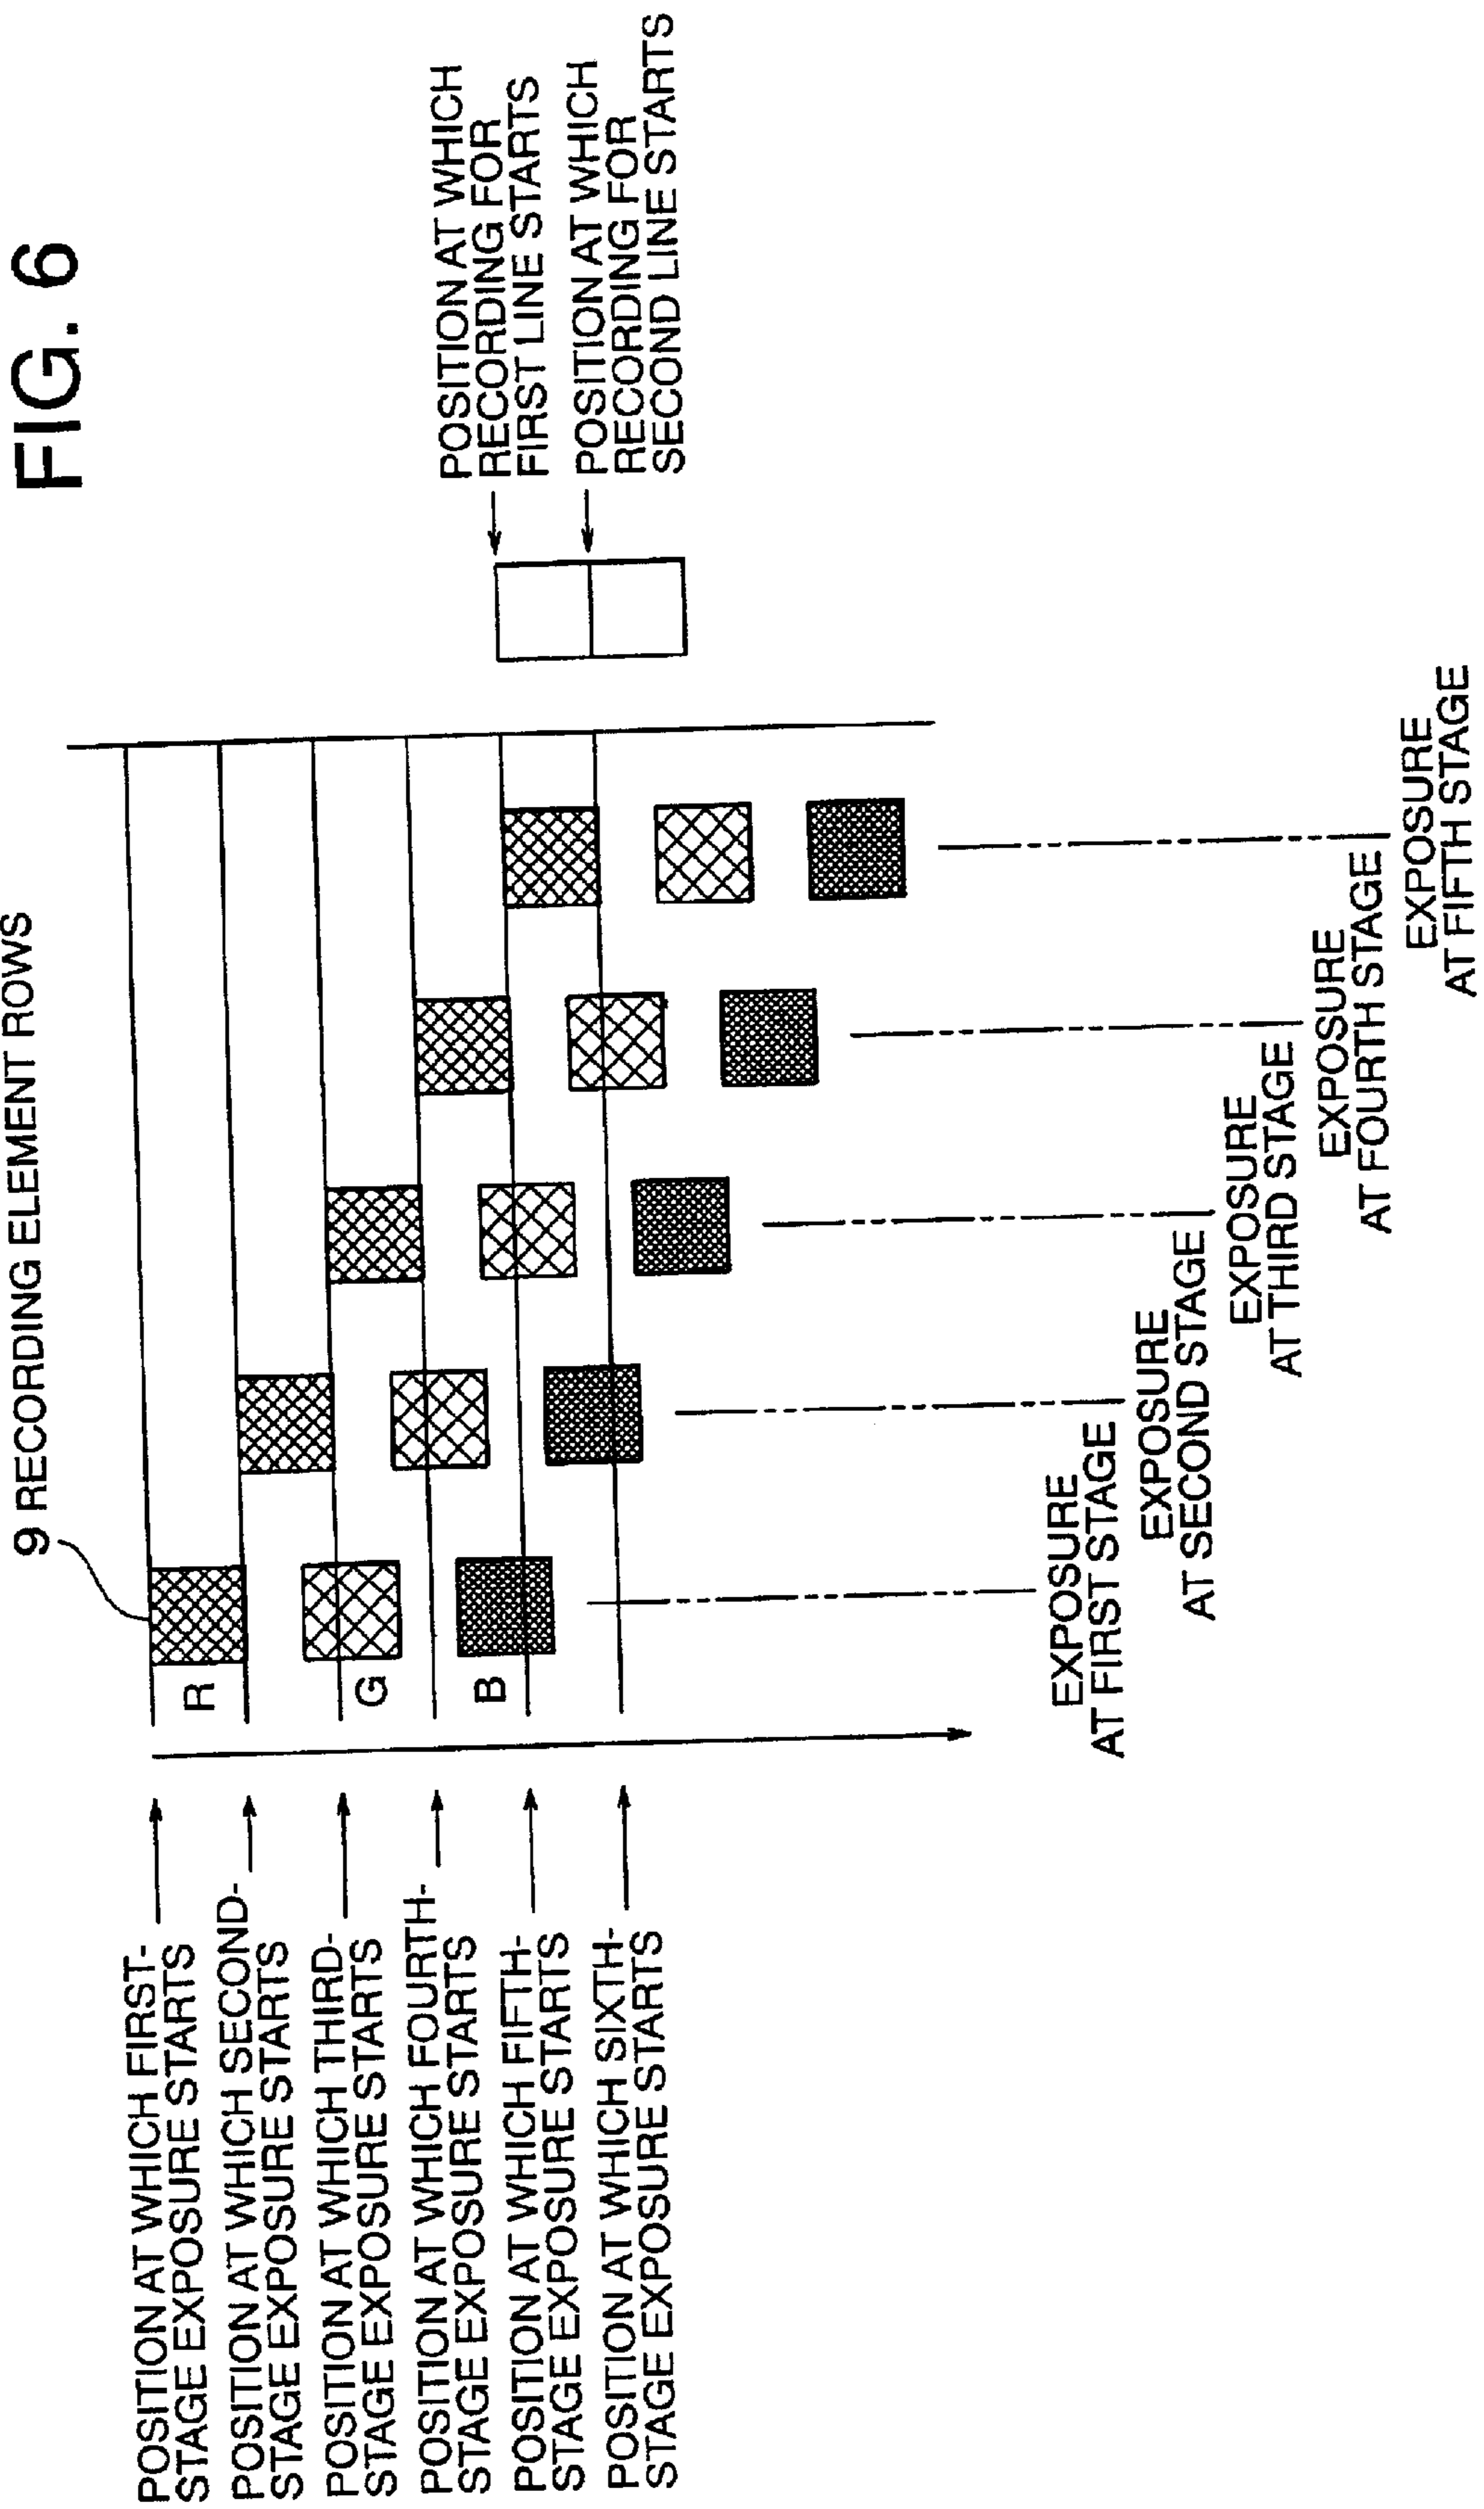 FIG. 6
9 RECORDING ELEMENT ROWS
POSITION AT WHICH FIRST-
STAGE EXPOSURE STARTS
POSITION AT WHICH SECOND-
STAGE EXPOSURE STARTS
POSITION AT WHICH THIRD-
STAGE EXPOSURE STARTS
POSITION AT WHICH FOURTH-
STAGE EXPOSURE STARTS
POSITION AT WHICH FIFTH-
STAGE EXPOSURE STARTS
POSITION AT WHICH SIXTH-
STAGE EXPOSURE STARTS
R
G
B
POSITION AT WHICH
RECORDING FOR
FIRST LINE STARTS
POSITION AT WHICH
RECORDING FOR
SECOND LINE STARTS
EXPOSURE
AT FIRST STAGE
EXPOSURE
AT SECOND STAGE
EXPOSURE
AT THIRD STAGE
EXPOSURE
AT FOURTH STAGE
EXPOSURE
AT FIFTH STAGE